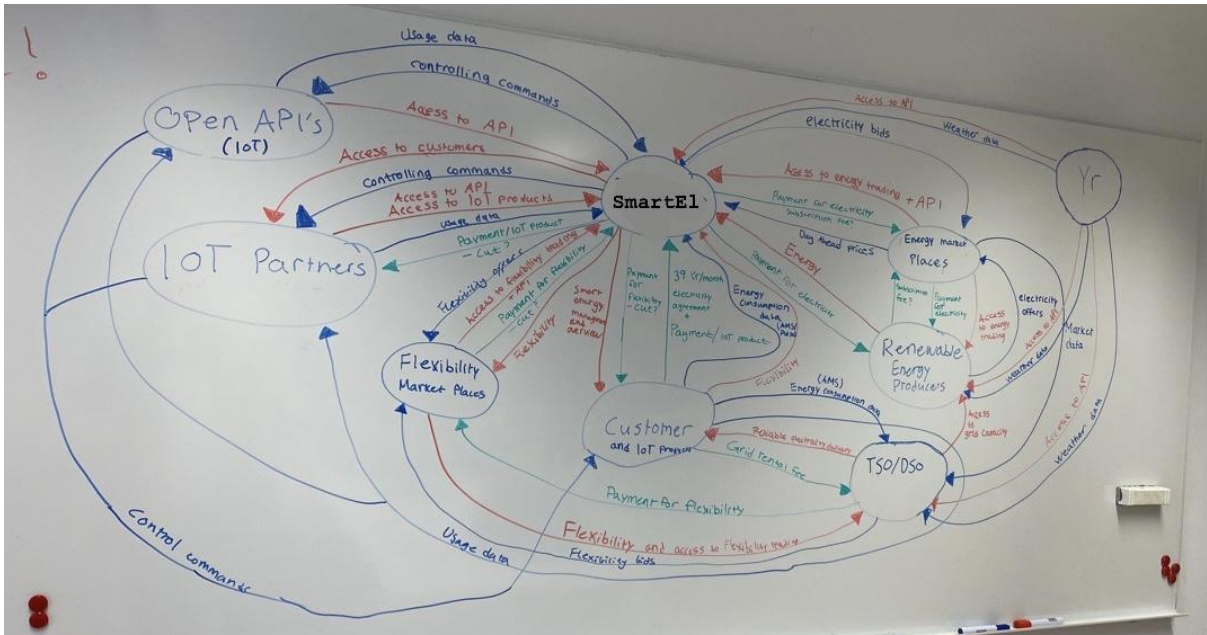 !
Usage data
Controlling commands
Open API's
(IoT)
Access to API
Access to customers
Controlling commands
Access to API
Access to IoT products
usage data
IoT Partners
Payment/IoT product
- cut?
SmartEl
Access to API
Weather data
electricity bids
Yr
Access to energy trading + API
Payment for electricity
Subscription fee?
Day Ahead prices
Energy market
Places
Energy
Payment for electricity
Flexibility offers
Access to flexibility trading
+ API
Payment for flexibility
- cut?
Flexibility
Smart
energy
and overview
Payment
for
flexibility
- cut?
39 kr/month
electricity
agreement
+
Payment/IoT product
Energy
consumption
data
(AMS)
Flexibility
Subscription
fee?
Payment
for
electricity
Access
to energy
trading
electricity
offers
Access to API
weather data
Market
data
Access to API
Weather data
Renewable
Energy
Producers
Access
to
grid capacity
Flexibility
Market Places
Customer
and IoT Products
(AMS)
Energy consumption data
Reliable electricity delivery
Grid rental fee
TSO/DSO
Payment for flexibility
Flexibility and access to Flexibility trading
Flexibility bids
Usage data
Control commands